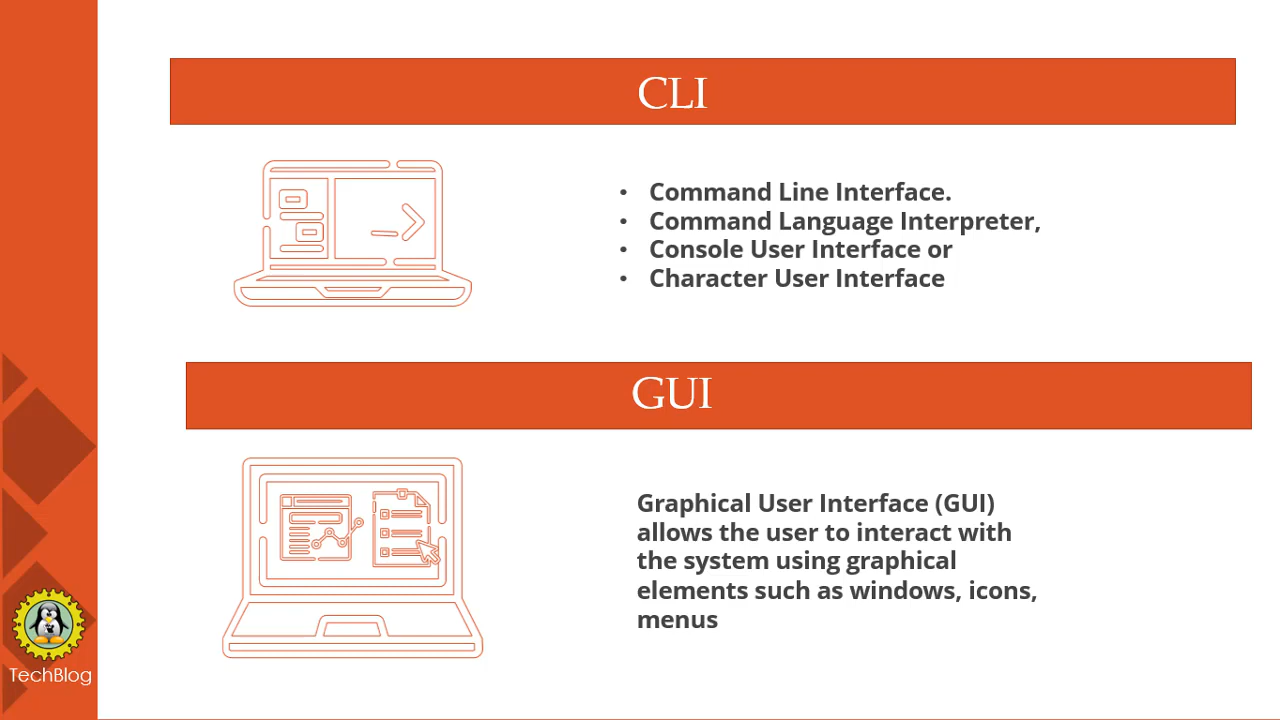 CLI
• Command Line Interface.
• Command Language Interpreter,
• Console User Interface or
• Character User Interface
GUI
Graphical User Interface (GUI)
allows the user to interact with
the system using graphical
elements such as windows, icons,
menus
TechBlog